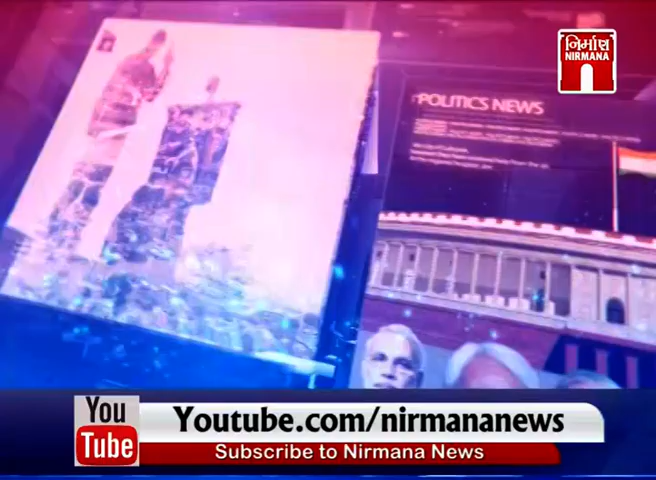 નિર્માણ
NIRMANA
POLITICS NEWS
You
Tube
Youtube.com/nirmananews
Subscribe to Nirmana News